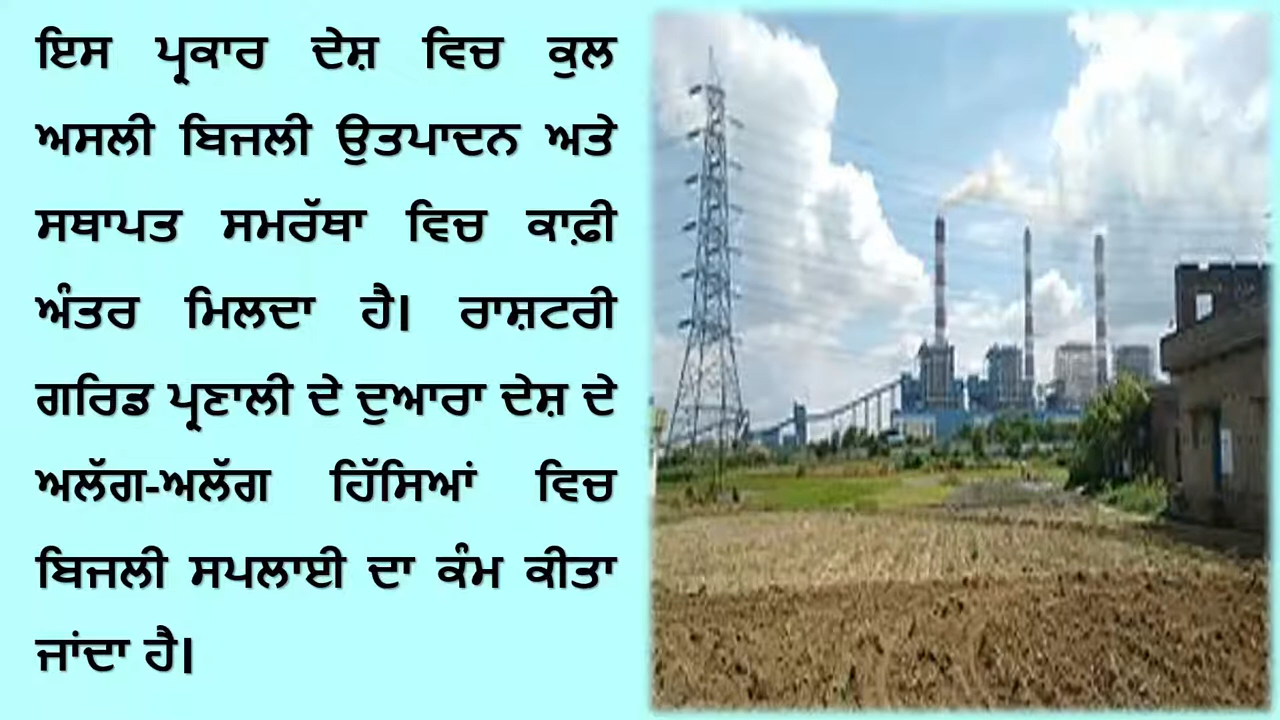 ਇਸ ਪ੍ਰਕਾਰ ਦੇਸ਼ ਵਿਚ ਕੁਲ
ਅਸਲੀ ਬਿਜਲੀ ਉਤਪਾਦਨ ਅਤੇ
ਸਥਾਪਤ ਸਮਰੱਥਾ ਵਿਚ ਕਾਫ਼ੀ
ਅੰਤਰ ਮਿਲਦਾ ਹੈ। ਰਾਸ਼ਟਰੀ
ਗਰਿਡ ਪ੍ਰਣਾਲੀ ਦੇ ਦੁਆਰਾ ਦੇਸ਼ ਦੇ
ਅਲੱਗ-ਅਲੱਗ ਹਿੱਸਿਆਂ ਵਿਚ
ਬਿਜਲੀ ਸਪਲਾਈ ਦਾ ਕੰਮ ਕੀਤਾ
ਜਾਂਦਾ ਹੈ।